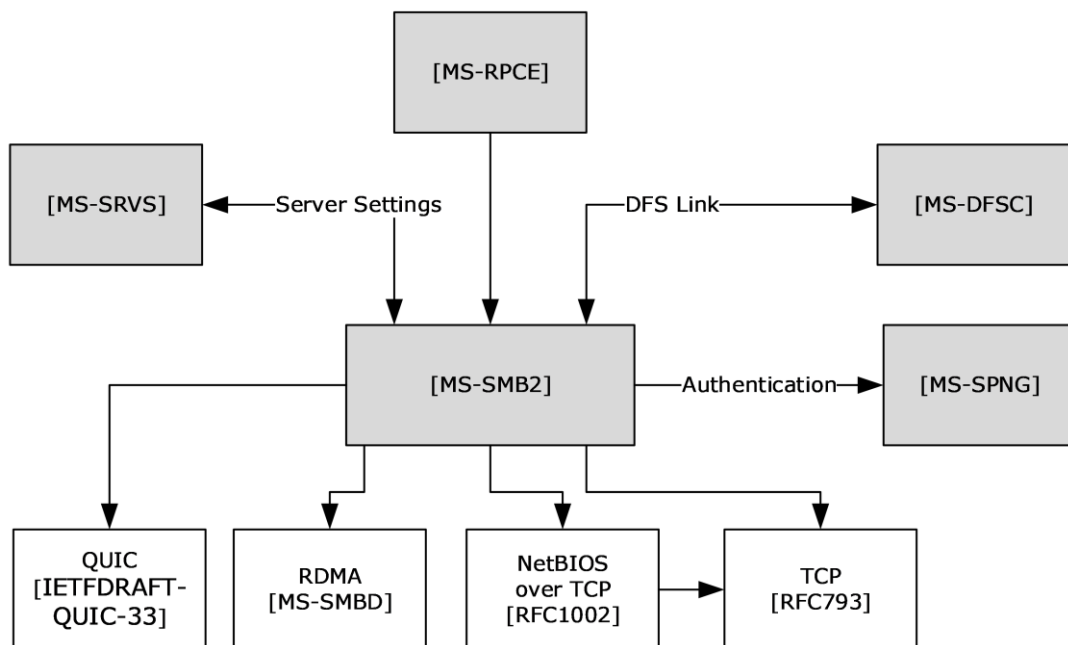 [MS-RPCE]
[MS-SRVS]
Server Settings
DFS Link
[MS-DFSC]
[MS-SMB2]
Authentication
[MS-SPNG]
QUIC
[IETFDRAFT-
QUIC-33]
RDMA
[MS-SMBD]
NetBIOS
over TCP
[RFC1002]
TCP
[RFC793]